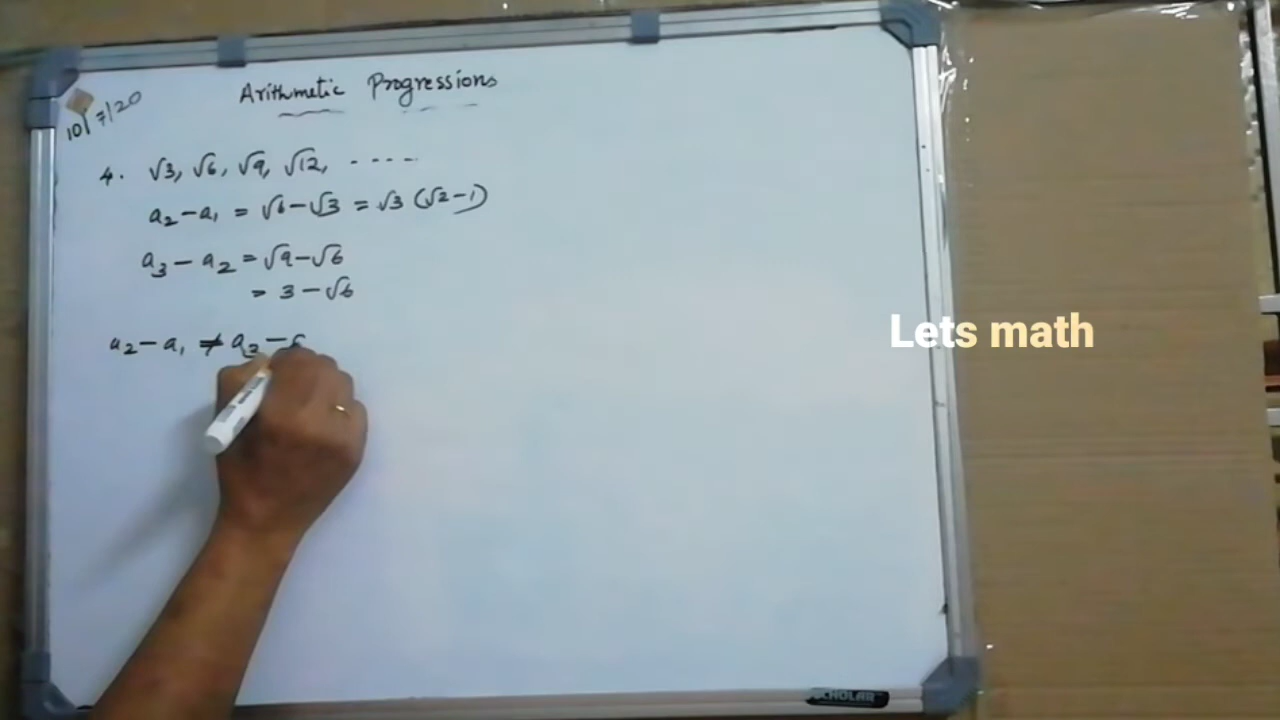 Arithmetic Progressions
10/7/20
4. √3, √6, √9, √12, -----
a₂-a₁ = √6-√3 = √3 (√2-1)
a₃-a₂ = √9-√6
= 3-√6
a₂-a₁ ≠ a₃-
Lets math
SCHOLAR